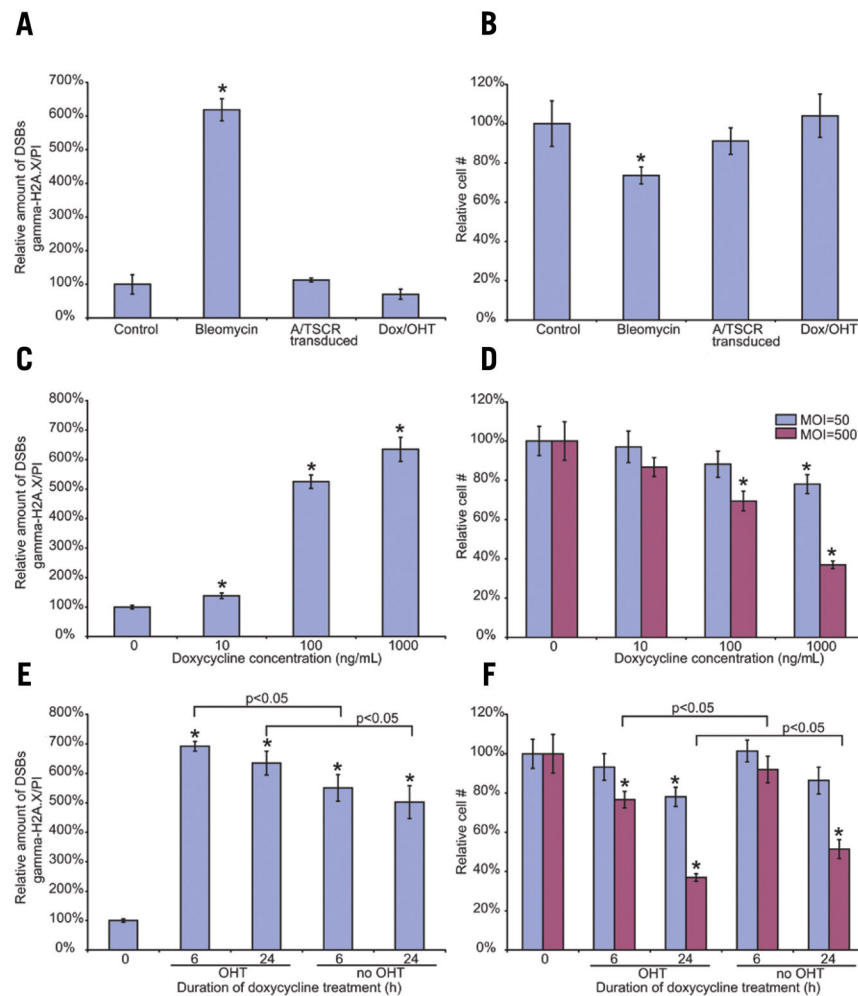 A
Relative amount of DSBs
gamma-H2A.X/PI
700%
600%
500%
400%
300%
200%
100%
0%
*
Control
Bleomycin
A/TSCR
transduced
Dox/OHT
B
Relative cell #
120%
100%
80%
60%
40%
20%
0%
*
Control
Bleomycin
A/TSCR
transduced
Dox/OHT
C
Relative amount of DSBs
gamma-H2A.X/PI
800%
700%
600%
500%
400%
300%
200%
100%
0%
*
*
*
0
10
100
1000
Doxycycline concentration (ng/mL)
D
Relative cell #
120%
100%
80%
60%
40%
20%
0%
MOI=50
MOI=500
*
*
*
0
10
100
1000
Doxycycline concentration (ng/mL)
E
Relative amount of DSBs
gamma-H2A.X/PI
800%
700%
600%
500%
400%
300%
200%
100%
0%
p<0.05
p<0.05
*
*
*
*
0
6
24
6
24
OHT
no OHT
Duration of doxycycline treatment (h)
F
Relative cell #
120%
100%
80%
60%
40%
20%
0%
p<0.05
p<0.05
*
*
*
*
0
6
24
6
24
OHT
no OHT
Duration of doxycycline treatment (h)